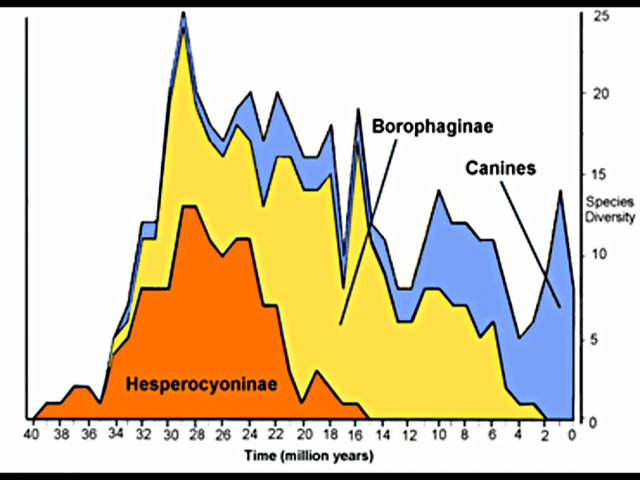 25
20
Borophaginae
Canines
15
Species
Diversity
10
5
Hesperocyoninae
0
40 38 36 34 32 30 28 26 24 22 20 18 16 14 12 10 8 6 4 2 0
Time (million years)